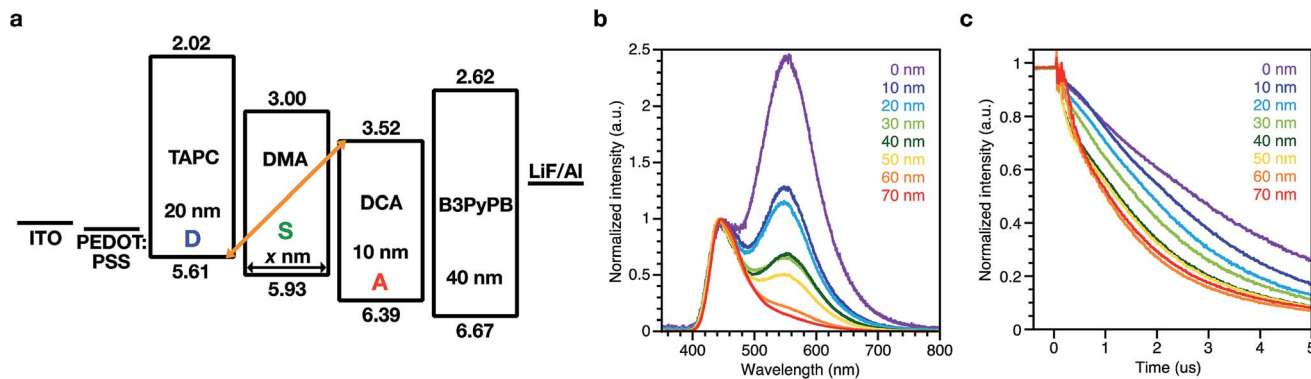 a
2.02
3.00
3.52
2.62
TAPC
DMA
DCA
B3PyPB
LiF/Al
20 nm
D
S
10 nm
A
40 nm
ITO
PEDOT:
PSS
x nm
5.61
5.93
6.39
6.67
b
Normalized intensity (a.u.)
2.5
2
1.5
1
0.5
0
400
500
600
700
800
Wavelength (nm)
0 nm
10 nm
20 nm
30 nm
40 nm
50 nm
60 nm
70 nm
c
Normalized intensity (a.u.)
1
0.8
0.6
0.4
0.2
0
0
1
2
3
4
5
Time (us)
0 nm
10 nm
20 nm
30 nm
40 nm
50 nm
60 nm
70 nm